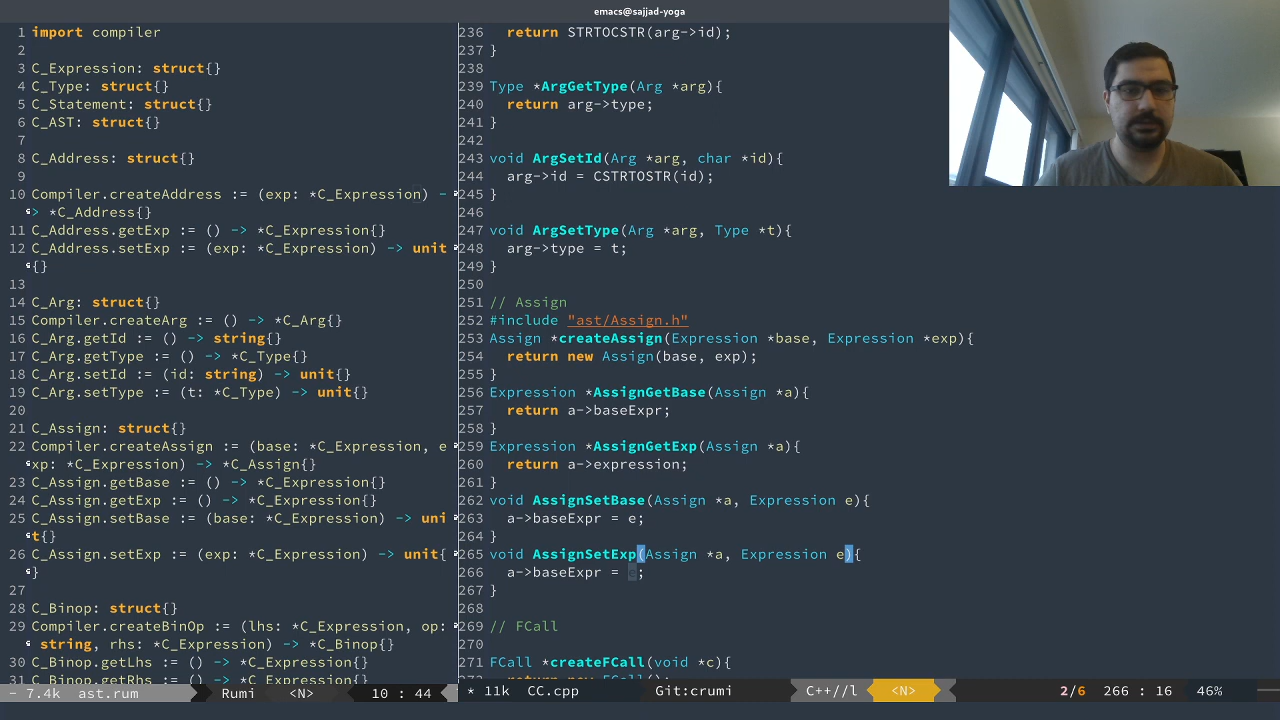 emacs@sajjad-yoga
1 import compiler
2
3 C_Expression: struct{}
4 C_Type: struct{}
5 C_Statement: struct{}
6 C_AST: struct{}
7
8 C_Address: struct{}
9
10 Compiler.createAddress := (exp: *C_Expression) -
> *C_Address{}
11 C_Address.getExp := () -> *C_Expression{}
12 C_Address.setExp := (exp: *C_Expression) -> unit
{}
13
14 C_Arg: struct{}
15 Compiler.createArg := () -> *C_Arg{}
16 C_Arg.getId := () -> string{}
17 C_Arg.getType := () -> *C_Type{}
18 C_Arg.setId := (id: string) -> unit{}
19 C_Arg.setType := (t: *C_Type) -> unit{}
20
21 C_Assign: struct{}
22 Compiler.createAssign := (base: *C_Expression, e
xp: *C_Expression) -> *C_Assign{}
23 C_Assign.getBase := () -> *C_Expression{}
24 C_Assign.getExp := () -> *C_Expression{}
25 C_Assign.setBase := (base: *C_Expression) -> uni
t{}
26 C_Assign.setExp := (exp: *C_Expression) -> unit{
}
27
28 C_Binop: struct{}
29 Compiler.createBinOp := (lhs: *C_Expression, op:
string, rhs: *C_Expression) -> *C_Binop{}
30 C_Binop.getLhs := () -> *C_Expression{}
31 C_Binop.getRhs := () -> *C_Expression{}
- 7.4k ast.rum Rumi <N> 10 : 44
236 return STRTOCSTR(arg->id);
237 }
238
239 Type *ArgGetType(Arg *arg){
240 return arg->type;
241 }
242
243 void ArgSetId(Arg *arg, char *id){
244 arg->id = CSTRTOSTR(id);
245 }
246
247 void ArgSetType(Arg *arg, Type *t){
248 arg->type = t;
249 }
250
251 // Assign
252 #include "ast/Assign.h"
253 Assign *createAssign(Expression *base, Expression *exp){
254 return new Assign(base, exp);
255 }
256 Expression *AssignGetBase(Assign *a){
257 return a->baseExpr;
258 }
259 Expression *AssignGetExp(Assign *a){
260 return a->expression;
261 }
262 void AssignSetBase(Assign *a, Expression e){
263 a->baseExpr = e;
264 }
265 void AssignSetExp(Assign *a, Expression e){
266 a->baseExpr = e;
267 }
268
269 // FCall
270
271 FCall *createFCall(void *c){
* 11k CC.cpp Git:crumi C++//l <N> 2/6 266 : 16 46%